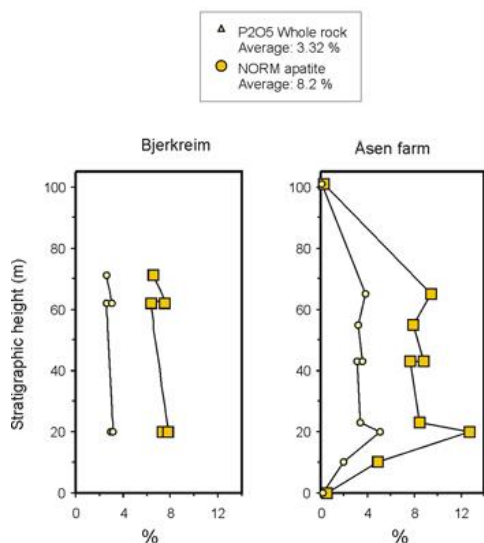 P2O5 Whole rock
Average: 3.32 %
NORM apatite
Average: 8.2 %
Bjerkreim
Åsen farm
Stratigraphic height (m)
100
80
60
40
20
0
0 4 8 12
%
100
80
60
40
20
0
0 4 8 12
%